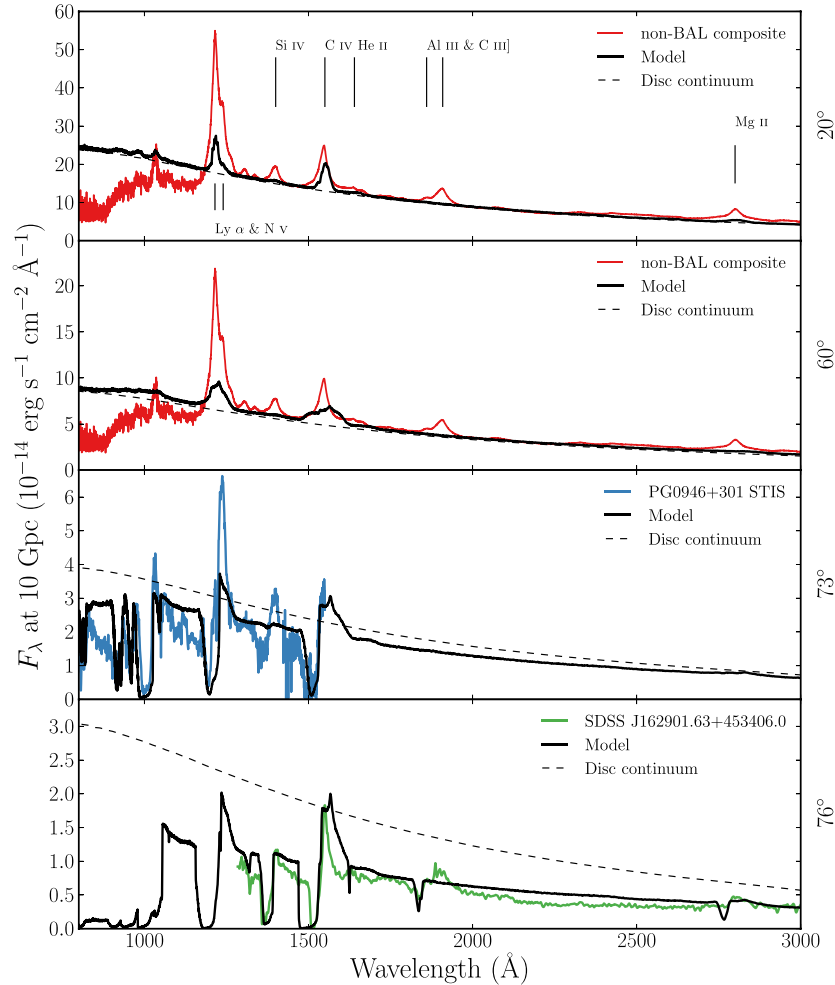 60
50
40
30
20
10
0
Si IV
C IV He II
Al III & C III]
Mg II
Ly α & N V
non-BAL composite
Model
Disc continuum
20°
20
15
10
5
0
non-BAL composite
Model
Disc continuum
60°
6
5
4
3
2
1
0
PG0946+301 STIS
Model
Disc continuum
73°
3.0
2.5
2.0
1.5
1.0
0.5
0.0
SDSS J162901.63+453406.0
Model
Disc continuum
76°
1000 1500 2000 2500 3000
Wavelength (Å)
F_λ at 10 Gpc (10⁻¹⁴ erg s⁻¹ cm⁻² Å⁻¹)